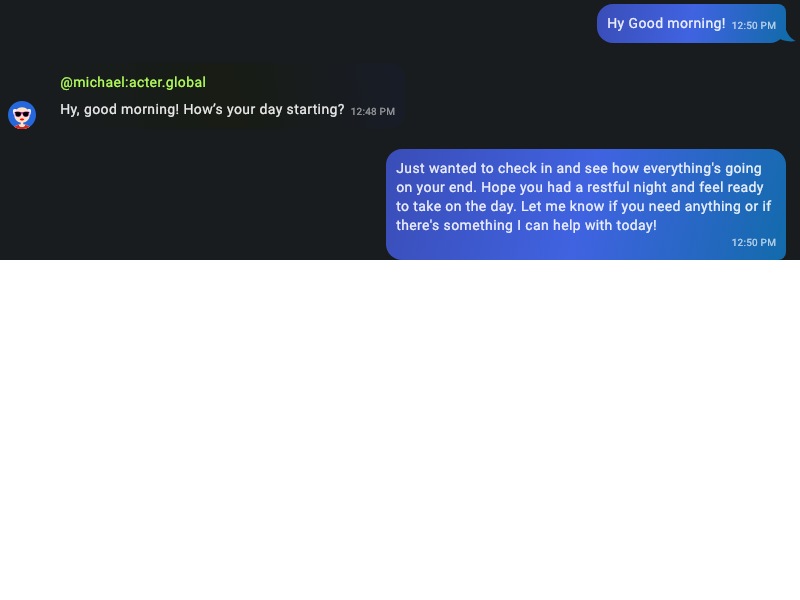 Hy Good morning! 12:50 PM
@michael:acter.global
Hy, good morning! How’s your day starting? 12:48 PM
Just wanted to check in and see how everything's going
on your end. Hope you had a restful night and feel ready
to take on the day. Let me know if you need anything or if
there's something I can help with today!
12:50 PM